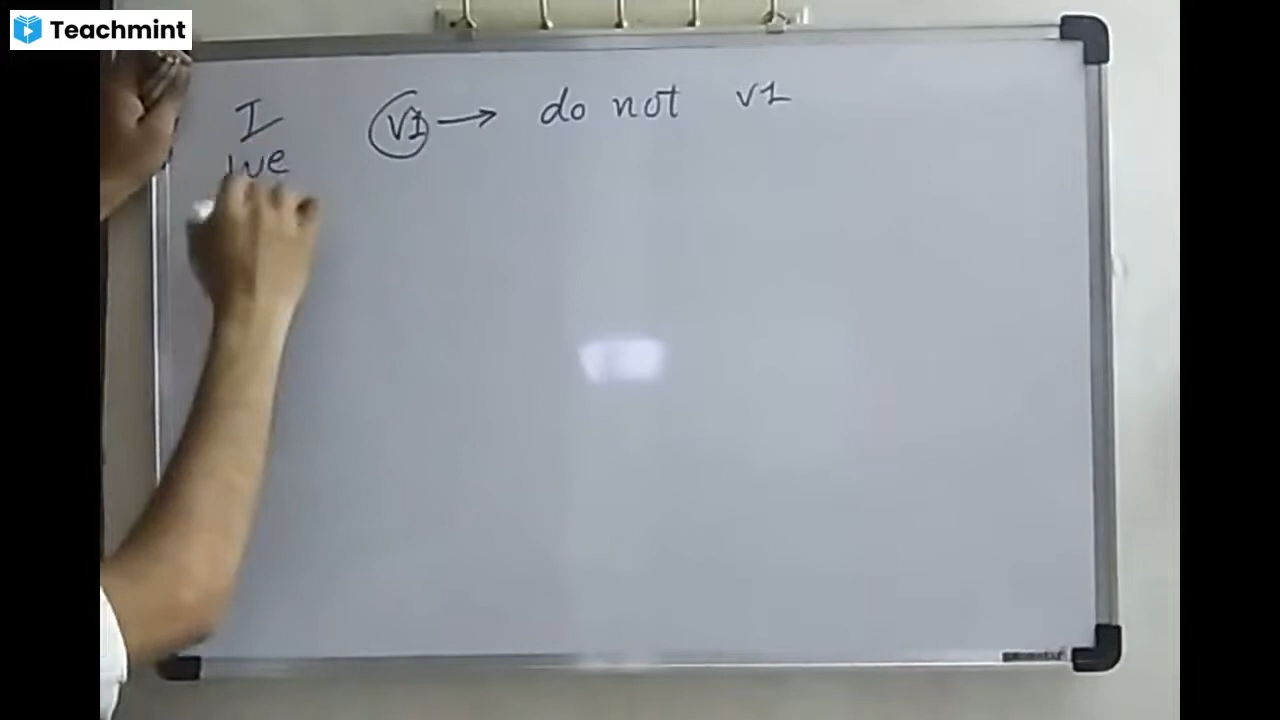 Teachmint
I V1 → do not V1
we